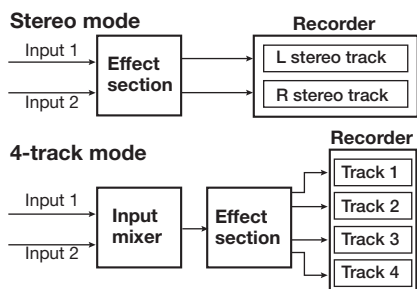 Stereo mode
Recorder
Input 1
Input 2
Effect
section
L stereo track
R stereo track
4-track mode
Recorder
Input 1
Input 2
Input
mixer
Effect
section
Track 1
Track 2
Track 3
Track 4